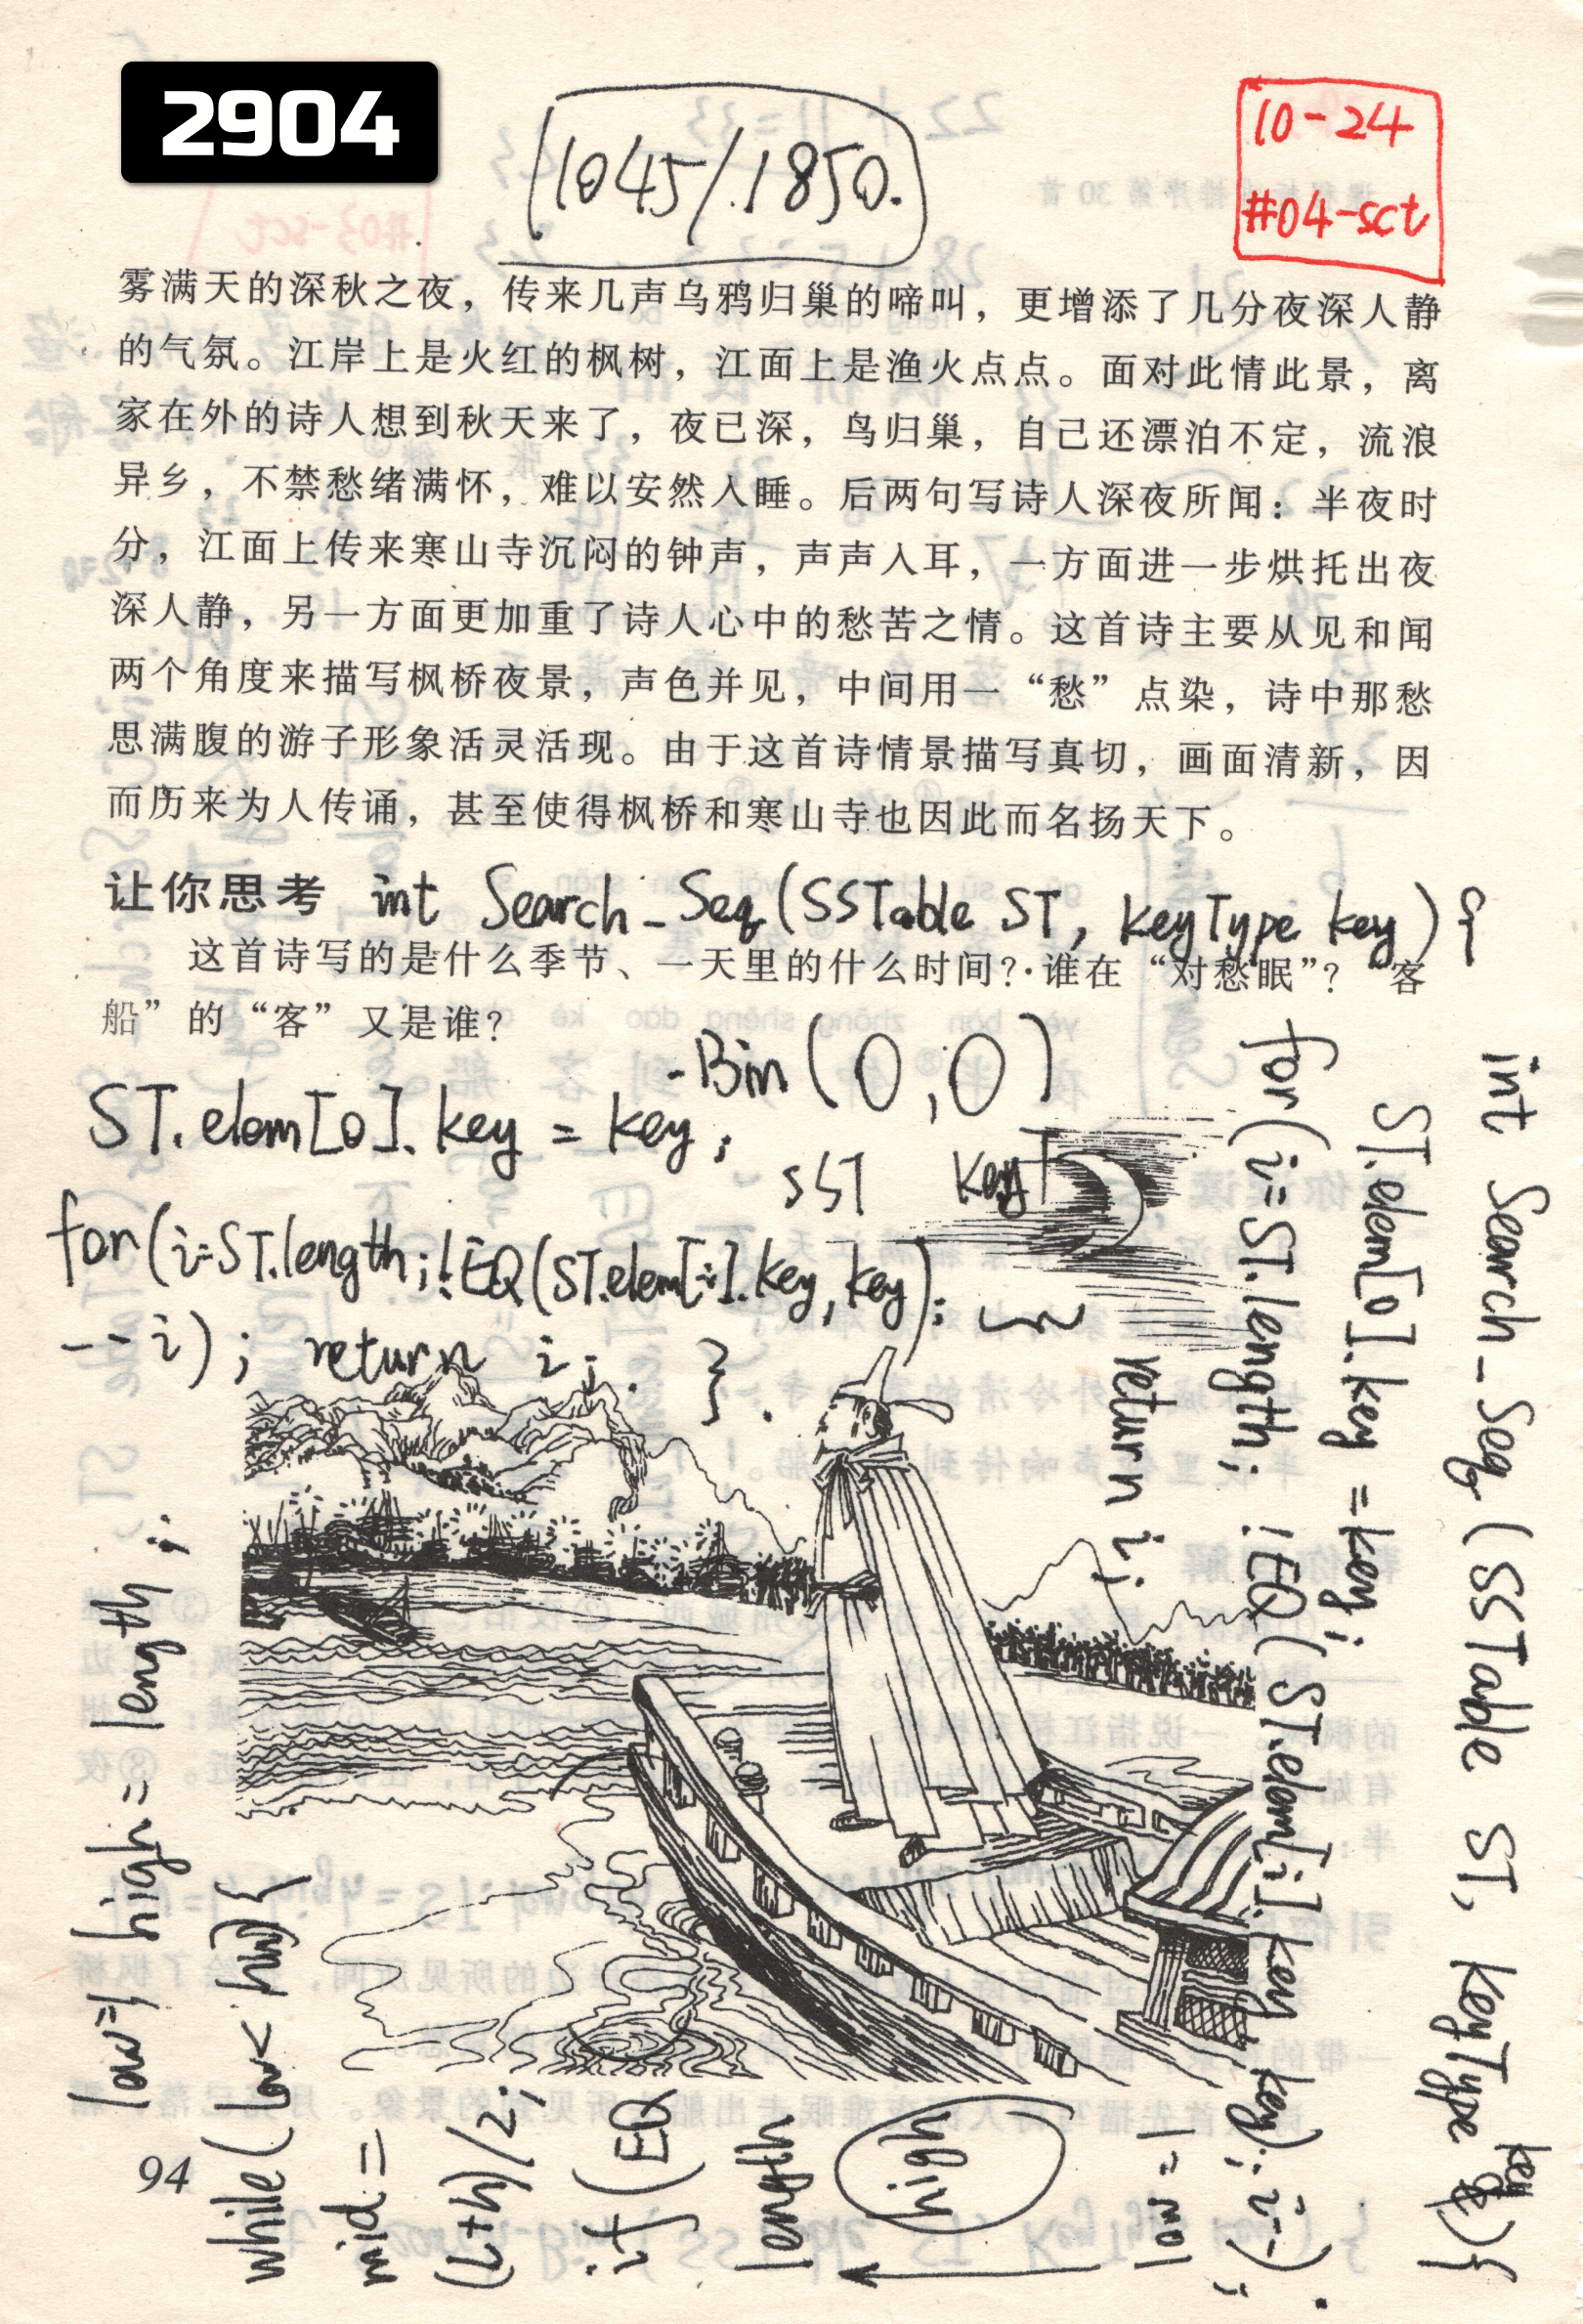 2904
1045/1850.
10-24
#04-sct
雾满天的深秋之夜，传来几声乌鸦归巢的啼叫，更增添了几分夜深人静
的气氛。江岸上是火红的枫树，江面上是渔火点点。面对此情此景，离
家在外的诗人想到秋天来了，夜已深，鸟归巢，自己还漂泊不定，流浪
异乡，不禁愁绪满怀，难以安然入睡。后两句写诗人深夜所闻：半夜时
分，江面上传来寒山寺沉闷的钟声，声声入耳，一方面进一步烘托出夜
深人静，另一方面更加重了诗人心中的愁苦之情。这首诗主要从见和闻
两个角度来描写枫桥夜景，声色并见，中间用一“愁”点染，诗中那愁
思满腹的游子形象活灵活现。由于这首诗情景描写真切，画面清新，因
而历来为人传诵，甚至使得枫桥和寒山寺也因此而名扬天下。
让你思考
int Search_Seq(SSTable ST, KeyType key){
这首诗写的是什么季节、一天里的什么时间？谁在“对愁眠”？“客
船”的“客”又是谁？
-Bin(0,0)
SST KeyT
ST.elem[0].key = key;
for(i=ST.length;!EQ(ST.elem[i].key,key);
--i); return i; }.
int Search_Seq(SSTable ST, KeyType key){
ST.elem[0].key =key;
for(i=ST.length; !EQ(ST.elem[i].key, key); i--);
return i;
low=1 high = length;
while(low< high){
mid =
(L+h)/2;
if(EQ
length
high
low=1
94